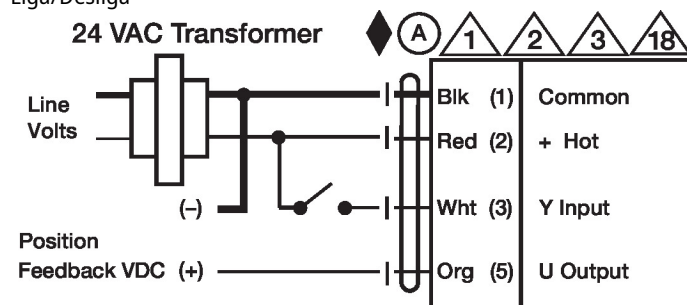 Liga/Desliga
24 VAC Transformer
A
1
2
3
18
Line
Volts
Blk (1) Common
Red (2) + Hot
(–)
Wht (3) Y Input
Position
Feedback VDC (+)
Org (5) U Output